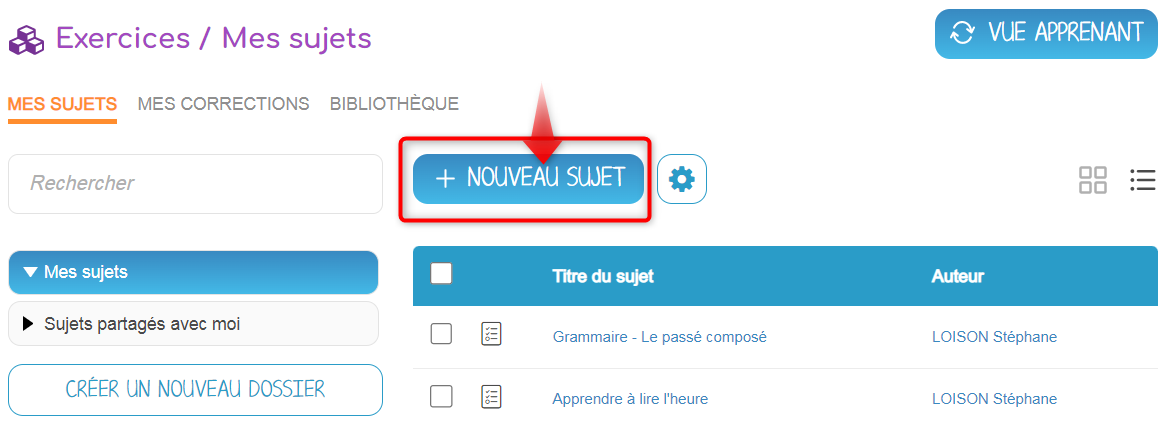 Exercices / Mes sujets
VUE APPRENANT
MES SUJETS MES CORRECTIONS BIBLIOTHÈQUE
Rechercher
+ NOUVEAU SUJET
Mes sujets
Sujets partagés avec moi
CRÉER UN NOUVEAU DOSSIER
Titre du sujet Auteur
Grammaire - Le passé composé LOISON Stéphane
Apprendre à lire l'heure LOISON Stéphane